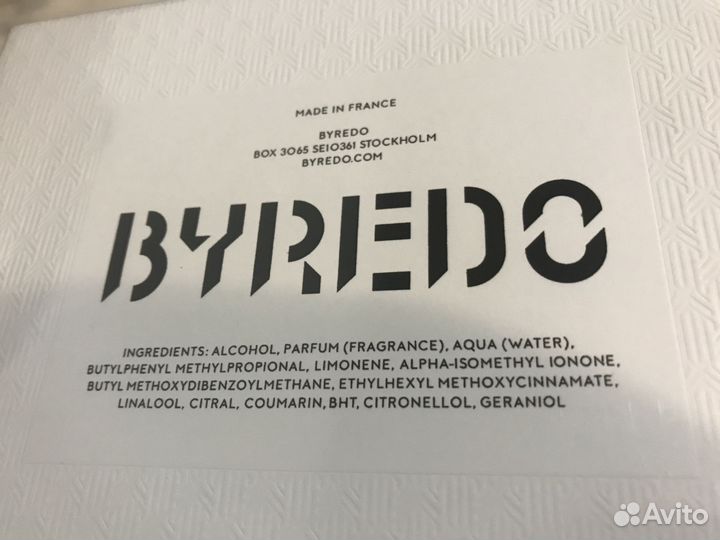 MADE IN FRANCE
BYREDO
BOX 3065 SE10361 STOCKHOLM
BYREDO.COM
BYREDO
INGREDIENTS: ALCOHOL, PARFUM (FRAGRANCE), AQUA (WATER),
BUTYLPHENYL METHYLPROPIONAL, LIMONENE, ALPHA-ISOMETHYL IONONE,
BUTYL METHOXYDIBENZOYLMETHANE, ETHYLHEXYL METHOXYCINNAMATE,
LINALOOL, CITRAL, COUMARIN, BHT, CITRONELLOL, GERANIOL
Avito